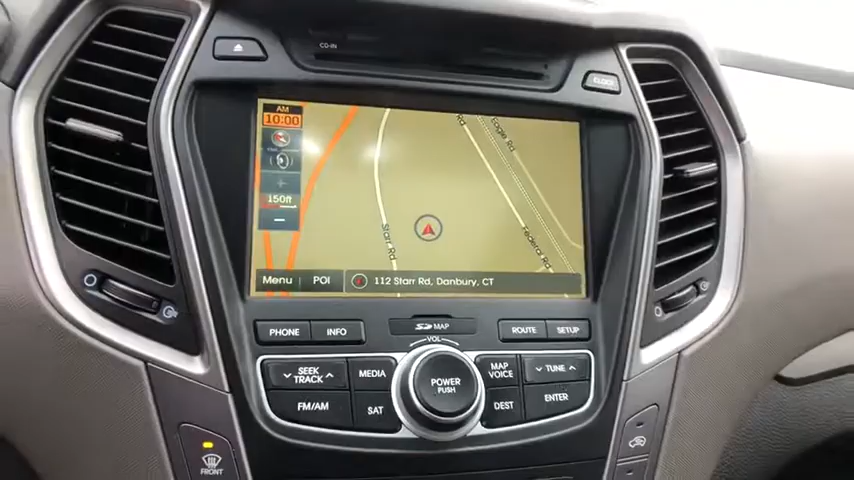 CD-IN
CLOCK
AM
10:00
150ft
Eagle Rd.
Starr Rd.
Federal Rd.
Menu POI 112 Starr Rd, Danbury, CT
PHONE INFO
SD MAP
ROUTE SETUP
VOL
SEEK
TRACK
MEDIA
MAP
VOICE
TUNE
POWER
PUSH
FM/AM
SAT
DEST
ENTER
FRONT